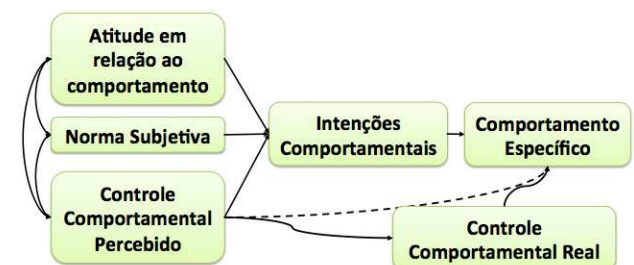 Atitude em
relação ao
comportamento
Norma Subjetiva
Controle
Comportamental
Percebido
Intenções
Comportamentais
Comportamento
Específico
Controle
Comportamental Real